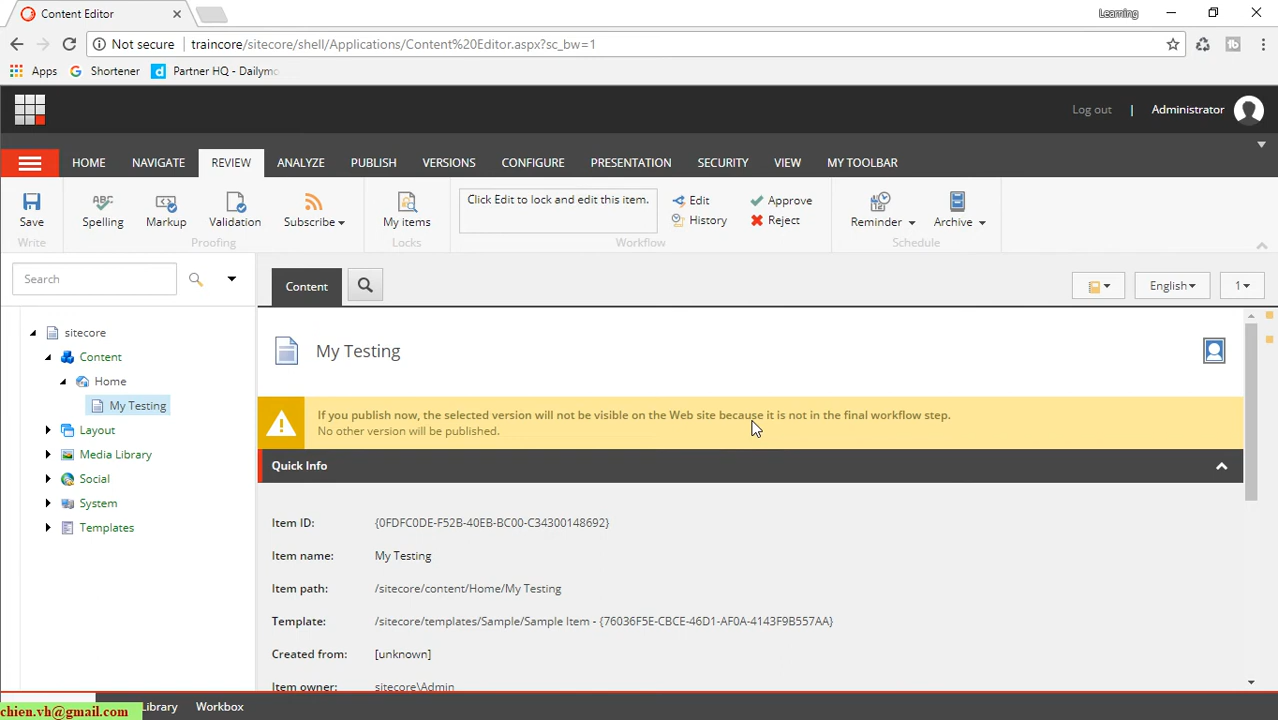 Content Editor
Learning
Not secure
traincore/sitecore/shell/Applications/Content%20Editor.aspx?sc_bw=1
Apps
Shortener
Partner HQ - Dailymo
Log out
|
Administrator
HOME
NAVIGATE
REVIEW
ANALYZE
PUBLISH
VERSIONS
CONFIGURE
PRESENTATION
SECURITY
VIEW
MY TOOLBAR
Save
Write
ABC
Spelling
Markup
Validation
Proofing
Subscribe
My items
Locks
Click Edit to lock and edit this item.
Edit
History
Approve
Reject
Workflow
Reminder
Archive
Schedule
Search
Content
English
1
sitecore
Content
Home
My Testing
Layout
Media Library
Social
System
Templates
My Testing
If you publish now, the selected version will not be visible on the Web site because it is not in the final workflow step.
No other version will be published.
Quick Info
Item ID: {0FDFC0DE-F52B-40EB-BC00-C34300148692}
Item name: My Testing
Item path: /sitecore/content/Home/My Testing
Template: /sitecore/templates/Sample/Sample Item - {76036F5E-CBCE-46D1-AF0A-4143F9B557AA}
Created from: [unknown]
Item owner: sitecore\Admin
chien.vh@gmail.com
Library
Workbox